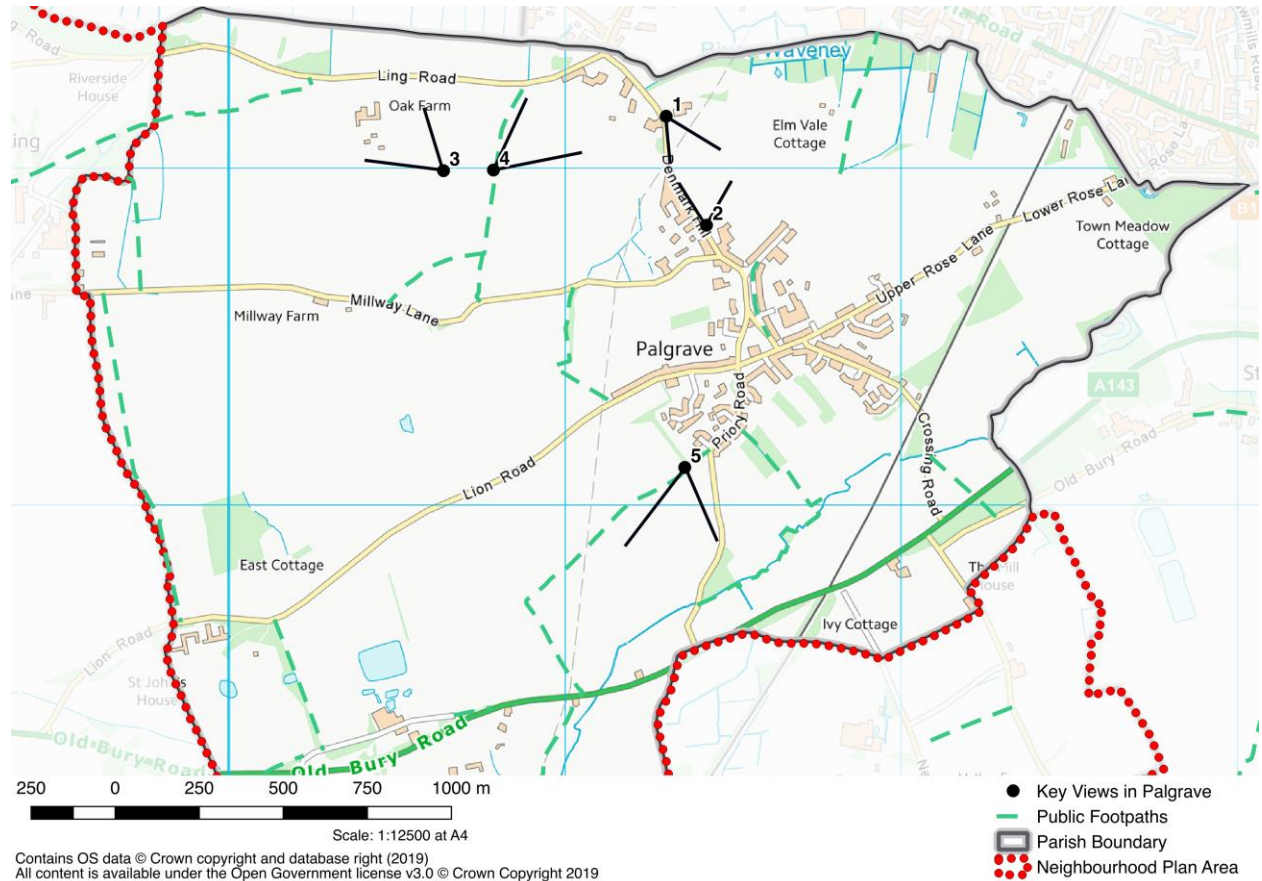 Riverside
House
Ling Road
Oak Farm
Waveney
Elm Vale
Cottage
Denmark Hill
1
2
3
4
5
Lower Rose La
Upper Rose Lane
Town Meadow
Cottage
Millway Lane
Millway Farm
Palgrave
Priory Road
Crossing Road
A143
Old Bury Road
Lion Road
East Cottage
Lion Road
St John's
House
Ivy Cottage
The Mill
House
Old Bury Road
Old Bury Road
250 0 250 500 750 1000 m
Scale: 1:12500 at A4
Key Views in Palgrave
Public Footpaths
Parish Boundary
Neighbourhood Plan Area
Contains OS data © Crown copyright and database right (2019)
All content is available under the Open Government license v3.0 © Crown Copyright 2019